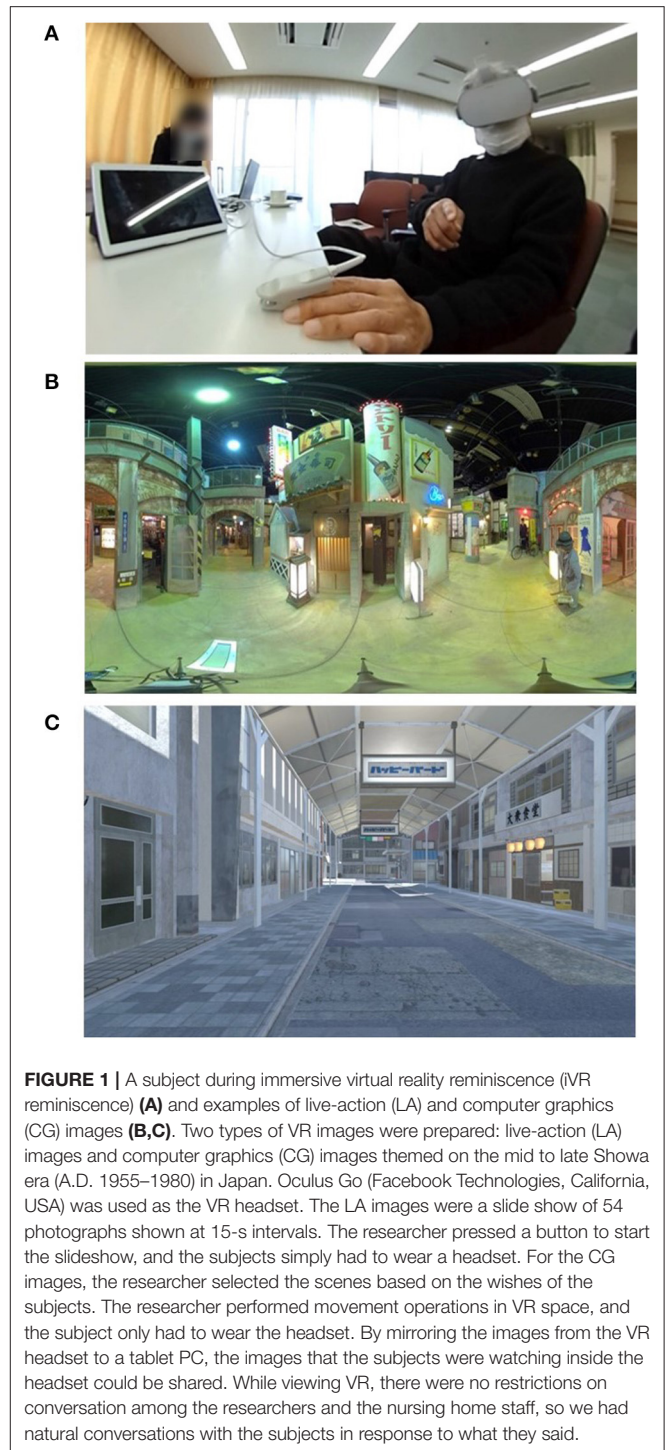 A
B
C
大衆食堂
FIGURE 1 | A subject during immersive virtual reality reminiscence (iVR
reminiscence) (A) and examples of live-action (LA) and computer graphics
(CG) images (B,C). Two types of VR images were prepared: live-action (LA)
images and computer graphics (CG) images themed on the mid to late Showa
era (A.D. 1955–1980) in Japan. Oculus Go (Facebook Technologies, California,
USA) was used as the VR headset. The LA images were a slide show of 54
photographs shown at 15-s intervals. The researcher pressed a button to start
the slideshow, and the subjects simply had to wear a headset. For the CG
images, the researcher selected the scenes based on the wishes of the
subjects. The researcher performed movement operations in VR space, and
the subject only had to wear the headset. By mirroring the images from the VR
headset to a tablet PC, the images that the subjects were watching inside the
headset could be shared. While viewing VR, there were no restrictions on
conversation among the researchers and the nursing home staff, so we had
natural conversations with the subjects in response to what they said.